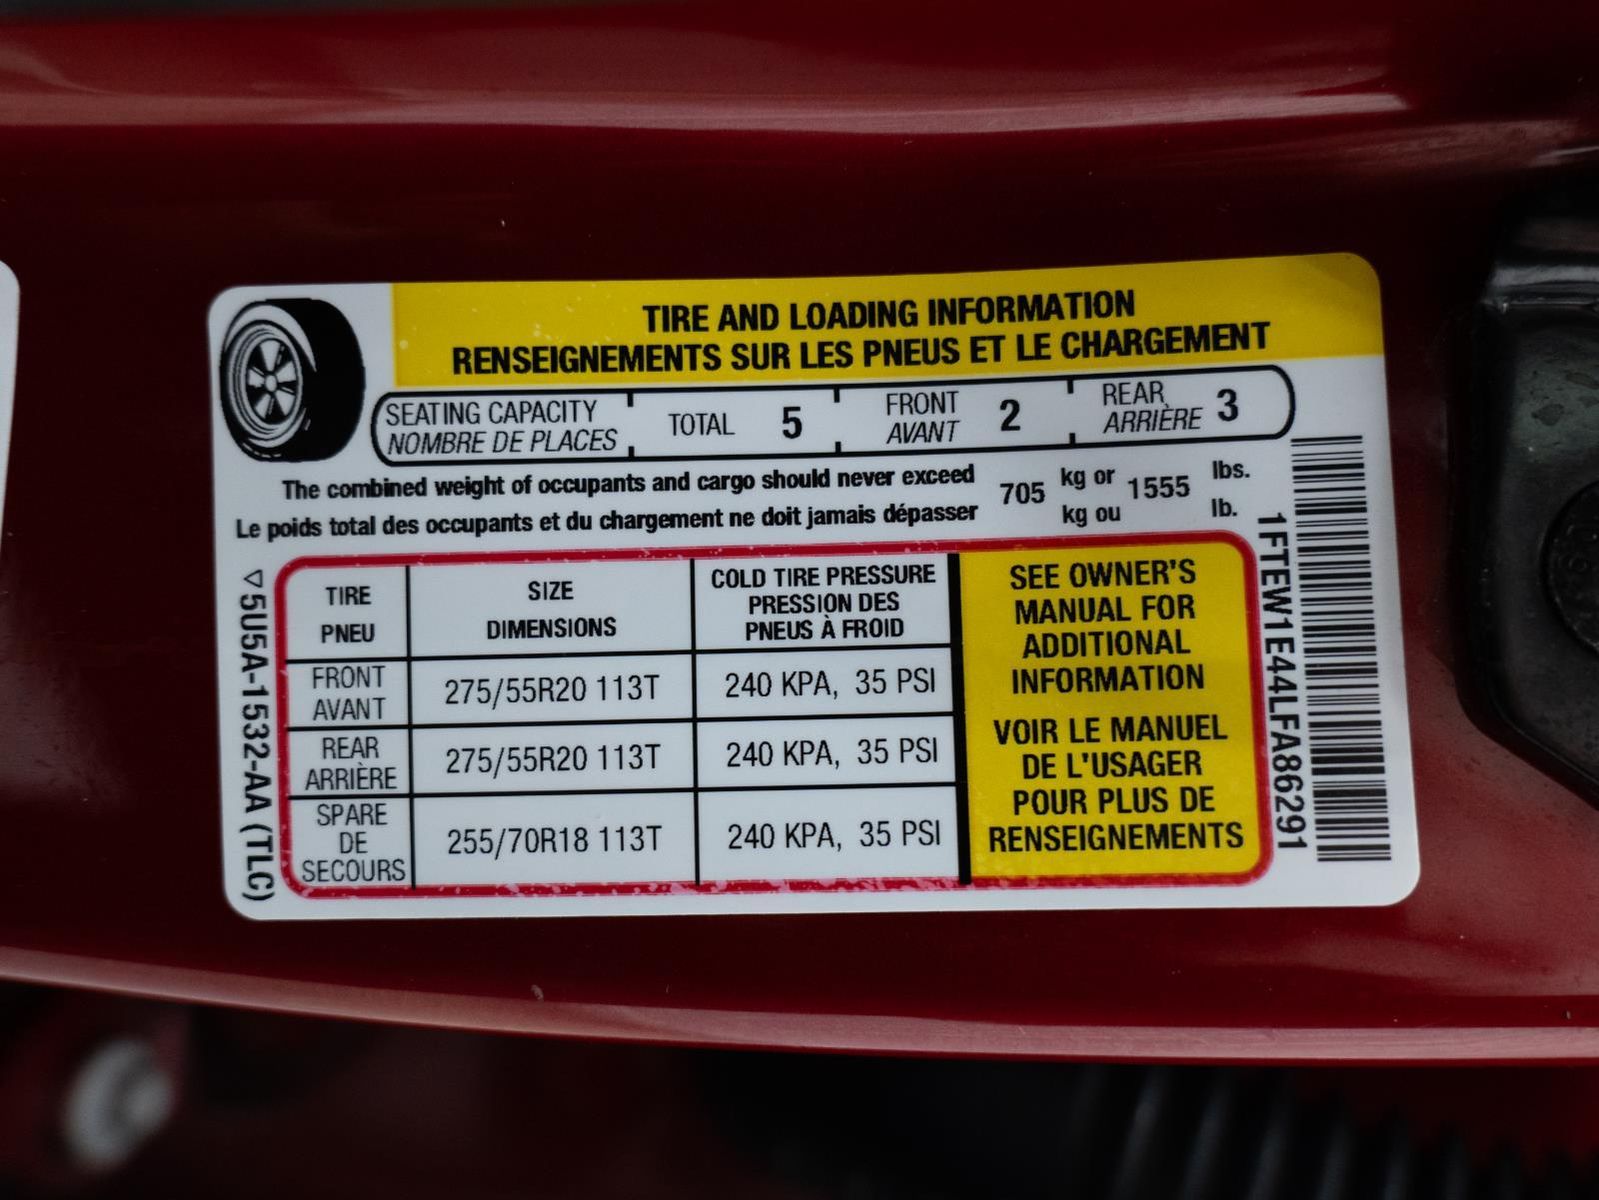 TIRE AND LOADING INFORMATION
RENSEIGNEMENTS SUR LES PNEUS ET LE CHARGEMENT
SEATING CAPACITY
NOMBRE DE PLACES
TOTAL 5
FRONT
AVANT
2
REAR
ARRIÈRE
3
The combined weight of occupants and cargo should never exceed
Le poids total des occupants et du chargement ne doit jamais dépasser
705
kg or
kg ou
1555
lbs.
lb.
TIRE
PNEU
SIZE
DIMENSIONS
COLD TIRE PRESSURE
PRESSION DES
PNEUS À FROID
FRONT
AVANT
275/55R20 113T
240 KPA, 35 PSI
REAR
ARRIÈRE
275/55R20 113T
240 KPA, 35 PSI
SPARE
DE
SECOURS
255/70R18 113T
240 KPA, 35 PSI
SEE OWNER'S
MANUAL FOR
ADDITIONAL
INFORMATION
VOIR LE MANUEL
DE L'USAGER
POUR PLUS DE
RENSEIGNEMENTS
5U5A-1532-AA (TLC)
1FTEW1E44LFA86291